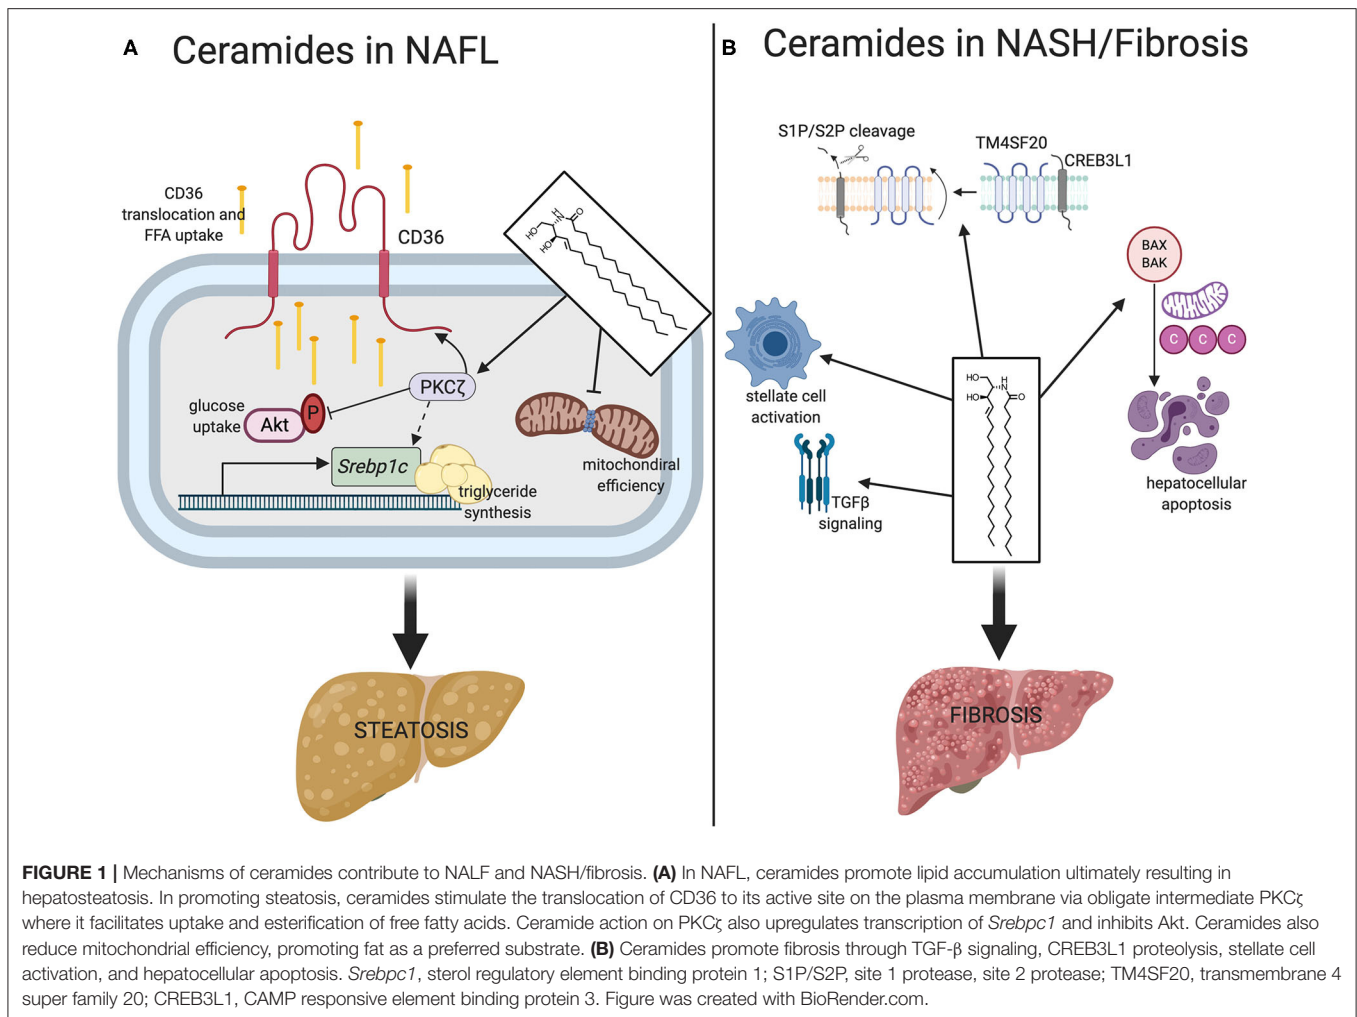 A
Ceramides in NAFL
CD36
translocation and
FFA uptake
CD36
HO
HO
H
N
O
PKCζ
glucose
uptake
Akt
P
Srebp1c
triglyceride
synthesis
mitochondiral
efficiency
STEATOSIS
B
Ceramides in NASH/Fibrosis
S1P/S2P cleavage
TM4SF20
CREB3L1
BAX
BAK
C C C
stellate cell
activation
TGFβ
signaling
HO
HO
H
N
O
hepatocellular
apoptosis
FIBROSIS
FIGURE 1 | Mechanisms of ceramides contribute to NALF and NASH/fibrosis. (A) In NAFL, ceramides promote lipid accumulation ultimately resulting in
hepatosteatosis. In promoting steatosis, ceramides stimulate the translocation of CD36 to its active site on the plasma membrane via obligate intermediate PKCζ
where it facilitates uptake and esterification of free fatty acids. Ceramide action on PKCζ also upregulates transcription of Srebpc1 and inhibits Akt. Ceramides also
reduce mitochondrial efficiency, promoting fat as a preferred substrate. (B) Ceramides promote fibrosis through TGF-β signaling, CREB3L1 proteolysis, stellate cell
activation, and hepatocellular apoptosis. Srebpc1, sterol regulatory element binding protein 1; S1P/S2P, site 1 protease, site 2 protease; TM4SF20, transmembrane 4
super family 20; CREB3L1, CAMP responsive element binding protein 3. Figure was created with BioRender.com.